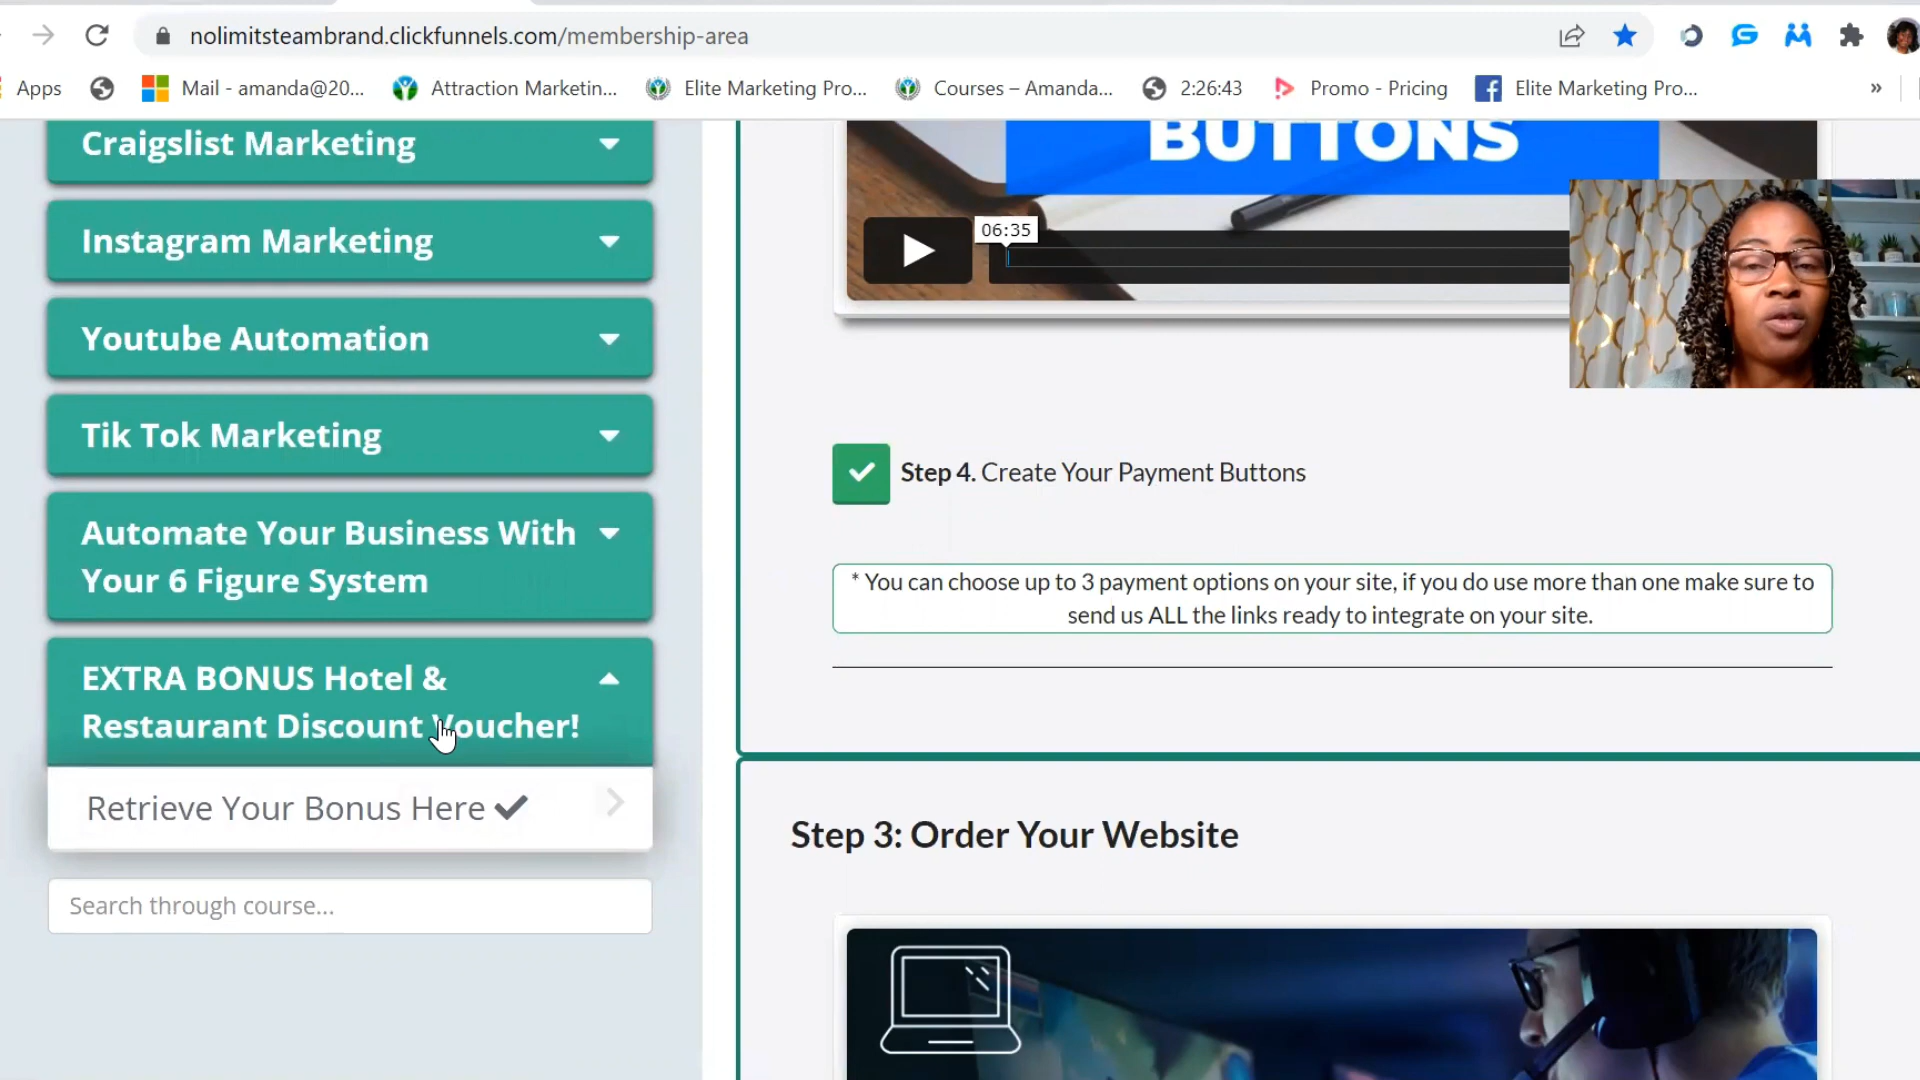 nolimitsteambrand.clickfunnels.com/membership-area
Apps
Mail - amanda@20...
Attraction Marketin...
Elite Marketing Pro...
Courses – Amanda...
2:26:43
Promo - Pricing
Elite Marketing Pro...
»
Craigslist Marketing
Instagram Marketing
Youtube Automation
Tik Tok Marketing
Automate Your Business With
Your 6 Figure System
EXTRA BONUS Hotel &
Restaurant Discount Voucher!
Retrieve Your Bonus Here
Search through course...
BUTTONS
06:35
Step 4. Create Your Payment Buttons
* You can choose up to 3 payment options on your site, if you do use more than one make sure to
send us ALL the links ready to integrate on your site.
Step 3: Order Your Website